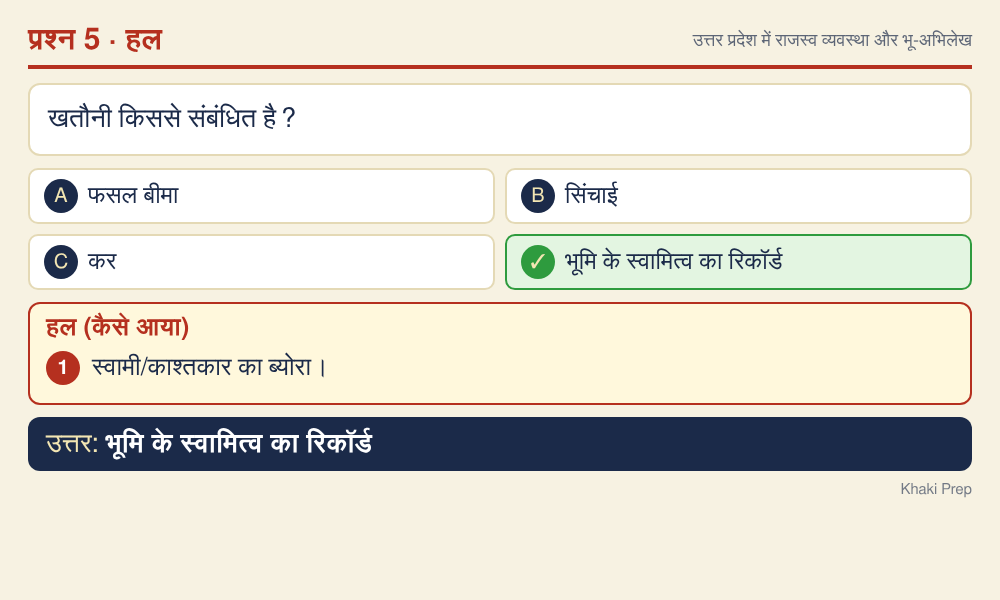 प्रश्न 5 · हल
उत्तर प्रदेश में राजस्व व्यवस्था और भू-अभिलेख
खतौनी किससे संबंधित है ?
A फसल बीमा
B सिंचाई
C कर
✓ भूमि के स्वामित्व का रिकॉर्ड
हल (कैसे आया)
1 स्वामी/काश्तकार का ब्योरा।
उत्तर: भूमि के स्वामित्व का रिकॉर्ड
Khaki Prep